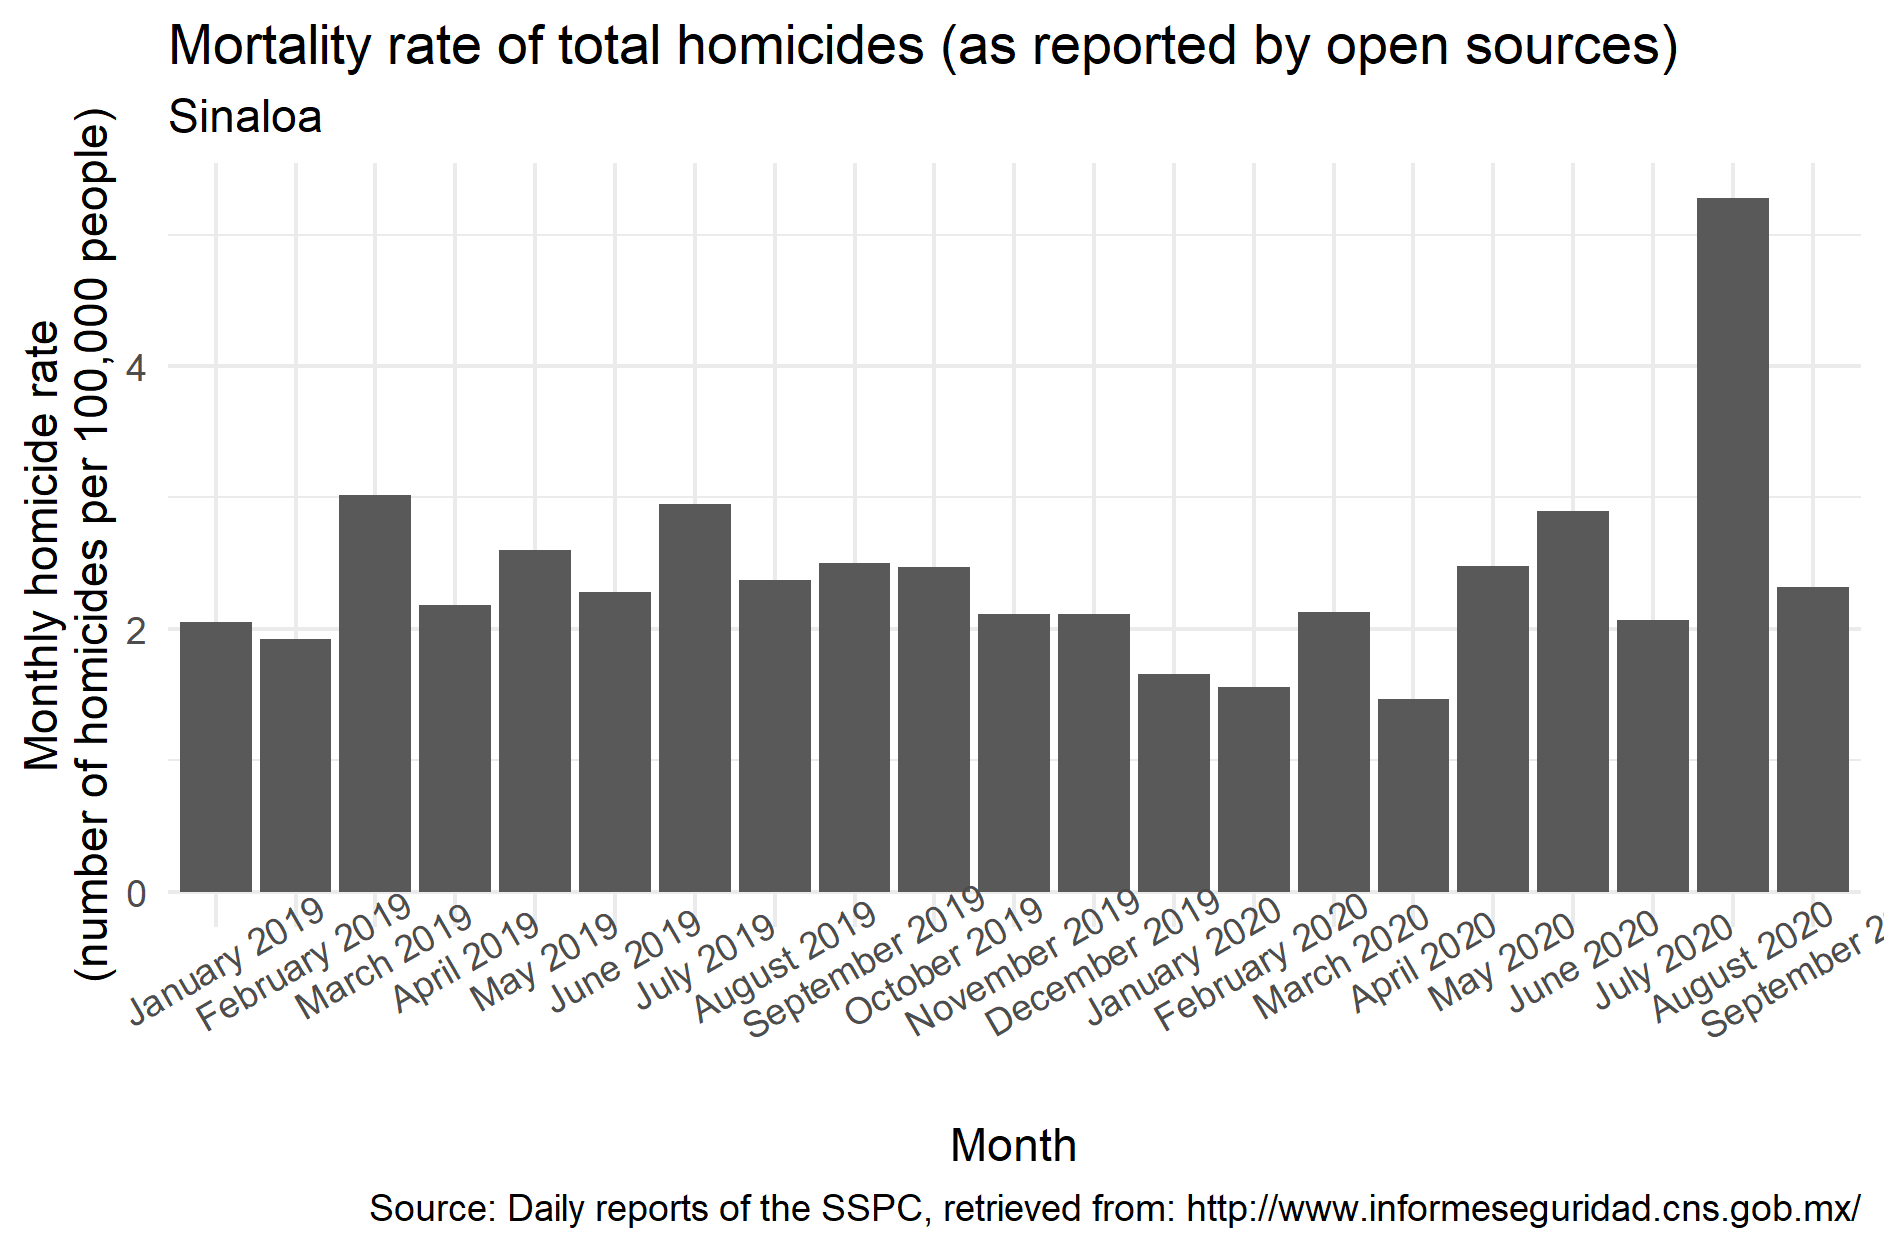 Mortality rate of total homicides (as reported by open sources)
Sinaloa
Monthly homicide rate
(number of homicides per 100,000 people)
4
2
0
January 2019
February 2019
March 2019
April 2019
May 2019
June 2019
July 2019
August 2019
September 2019
October 2019
November 2019
December 2019
January 2020
February 2020
March 2020
April 2020
May 2020
June 2020
July 2020
August 2020
September 2
Month
Source: Daily reports of the SSPC, retrieved from: http://www.informeseguridad.cns.gob.mx/